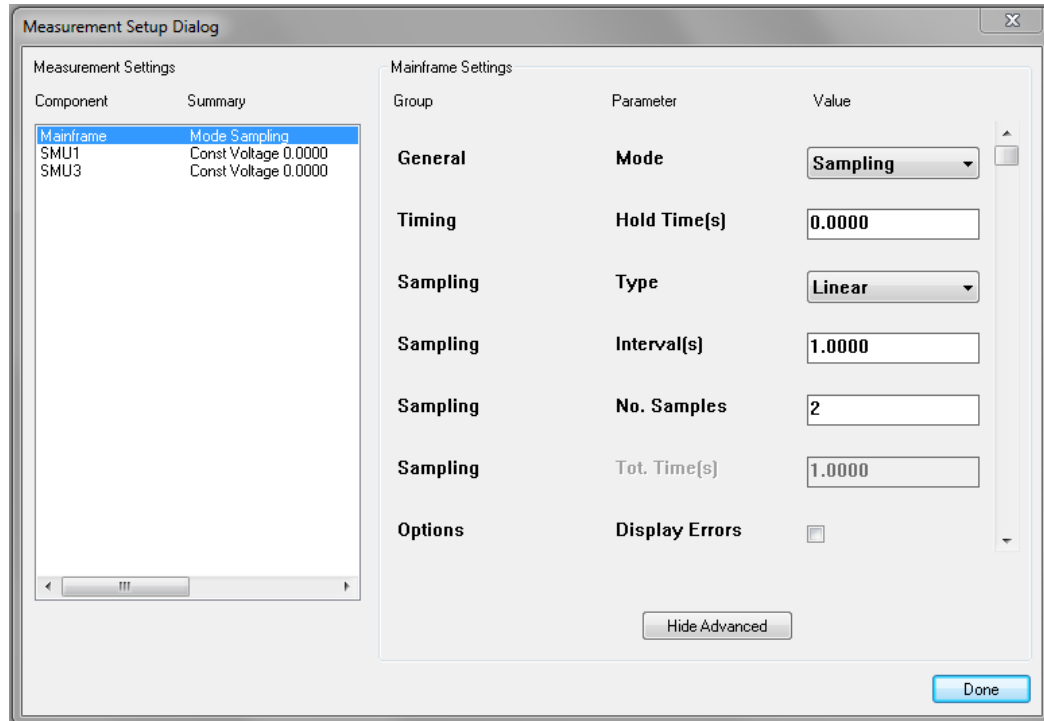 Measurement Setup Dialog
Measurement Settings
Component Summary
Mainframe Mode Sampling
SMU1 Const Voltage 0.0000
SMU3 Const Voltage 0.0000
Mainframe Settings
Group Parameter Value
General Mode Sampling
Timing Hold Time(s) 0.0000
Sampling Type Linear
Sampling Interval(s) 1.0000
Sampling No. Samples 2
Sampling Tot. Time(s) 1.0000
Options Display Errors
Hide Advanced
Done